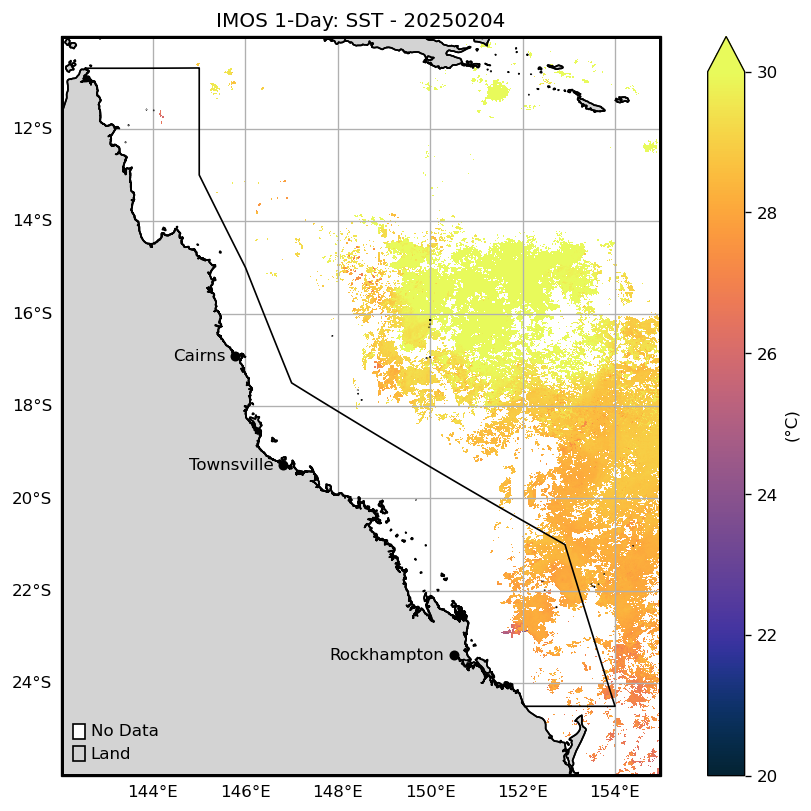 IMOS 1-Day: SST - 20250204
12°S
14°S
16°S
18°S
20°S
22°S
24°S
Cairns
Townsville
Rockhampton
No Data
Land
144°E 146°E 148°E 150°E 152°E 154°E
30
28
26
24
22
20
(°C)